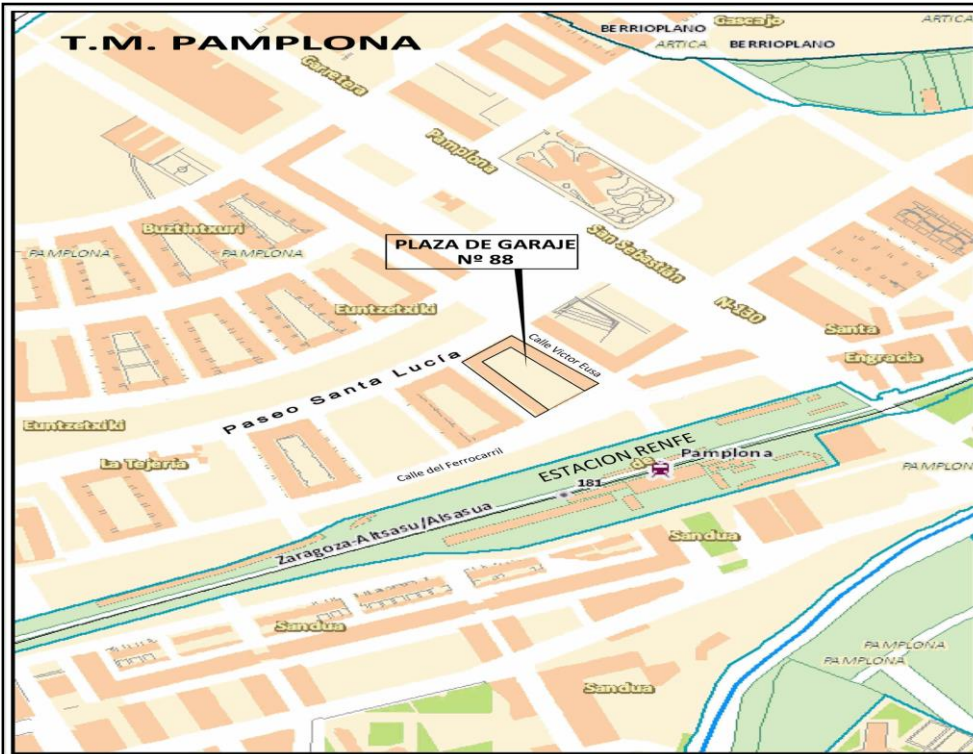 T.M. PAMPLONA
BERRIOPLANO
ARTICA
Gascajo
BERRIOPLANO
ARTICA
Carretera
Pamplona
San Sebastián
N-130
Buztintxuri
PAMPLONA
PAMPLONA
PLAZA DE GARAJE
Nº 88
Euntzetxiki
Calle Victor Eusa
Santa
Engracia
Paseo Santa Lucía
Euntzetxiki
La Tejería
Calle del Ferrocarril
ESTACION RENFE
de
Pamplona
181
PAMPLONA
Zaragoza-Altsasu/Alsasua
Sandua
Sandua
PAMPLONA
PAMPLONA
Sandua